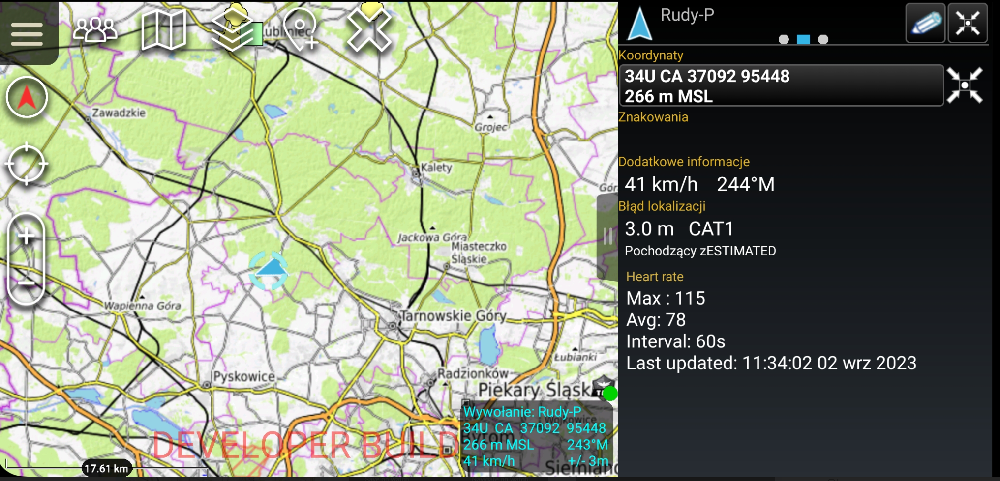 Lubliniec
Zawadzkie
Grojec
Kalety
Gór
Jackowa Góra
Miasteczko
Śląskie
Wapienna Góra
Tarnowskie Góry
Łubianki
Pyskowice
Radzionków
Piekary Śląsk
Wojkowice
Bytom
Siemiano
DEVELOPER BUILD
17.61 km
Wywołanie: Rudy-P
34U CA 37092 95448
266 m MSL 243°M
41 km/h +/- 3m
Rudy-P
Koordynaty
34U CA 37092 95448
266 m MSL
Znakowania
Dodatkowe informacje
41 km/h 244°M
Błąd lokalizacji
3.0 m CAT1
Pochodzący zESTIMATED
Heart rate
Max : 115
Avg: 78
Interval: 60s
Last updated: 11:34:02 02 wrz 2023